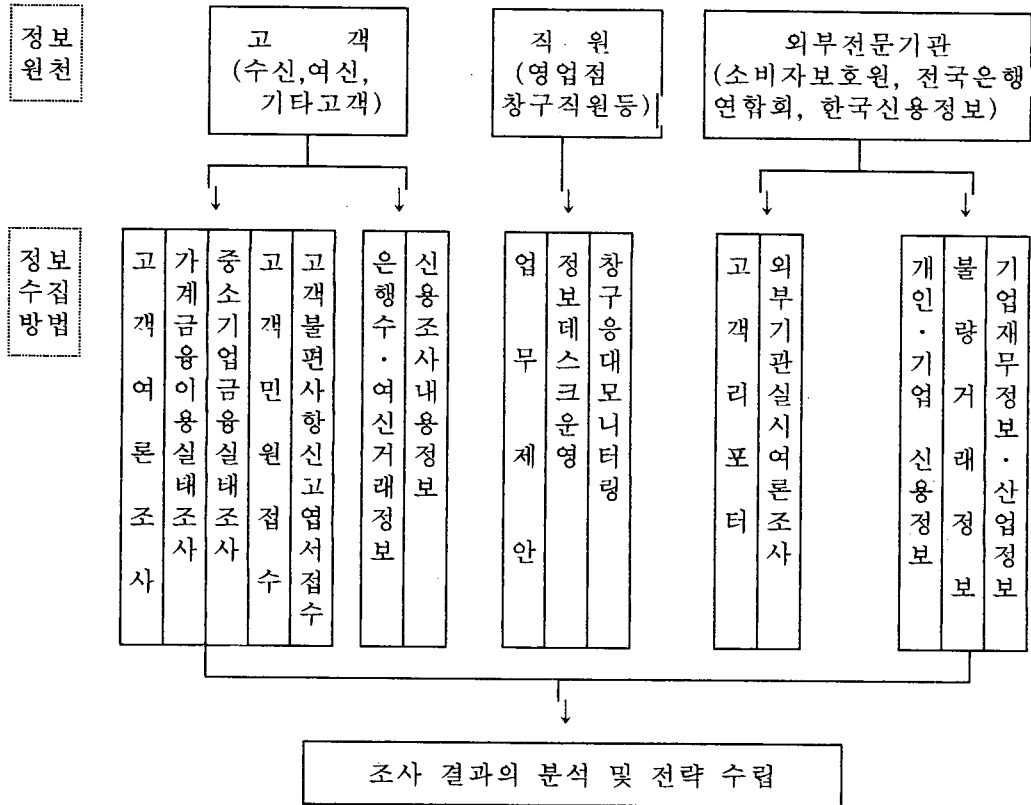 정보
원천
고 객
(수신,여신,
기타고객)
직 원
(영업점
창구직원등)
외부전문기관
(소비자보호원, 전국은행
연합회, 한국신용정보)
정보
수집
방법
고객여론조사
가계금융이용실태조사
중소기업금융실태조사
고객민원접수
고객불편사항신고엽서접수
은행수·여신거래정보
신용조사내용정보
업무제안
정보데스크운영
창구응대모니터링
고객리포터
외부기관실시여론조사
개인·기업 신용정보
불량거래정보
기업재무정보·산업정보
조사 결과의 분석 및 전략 수립